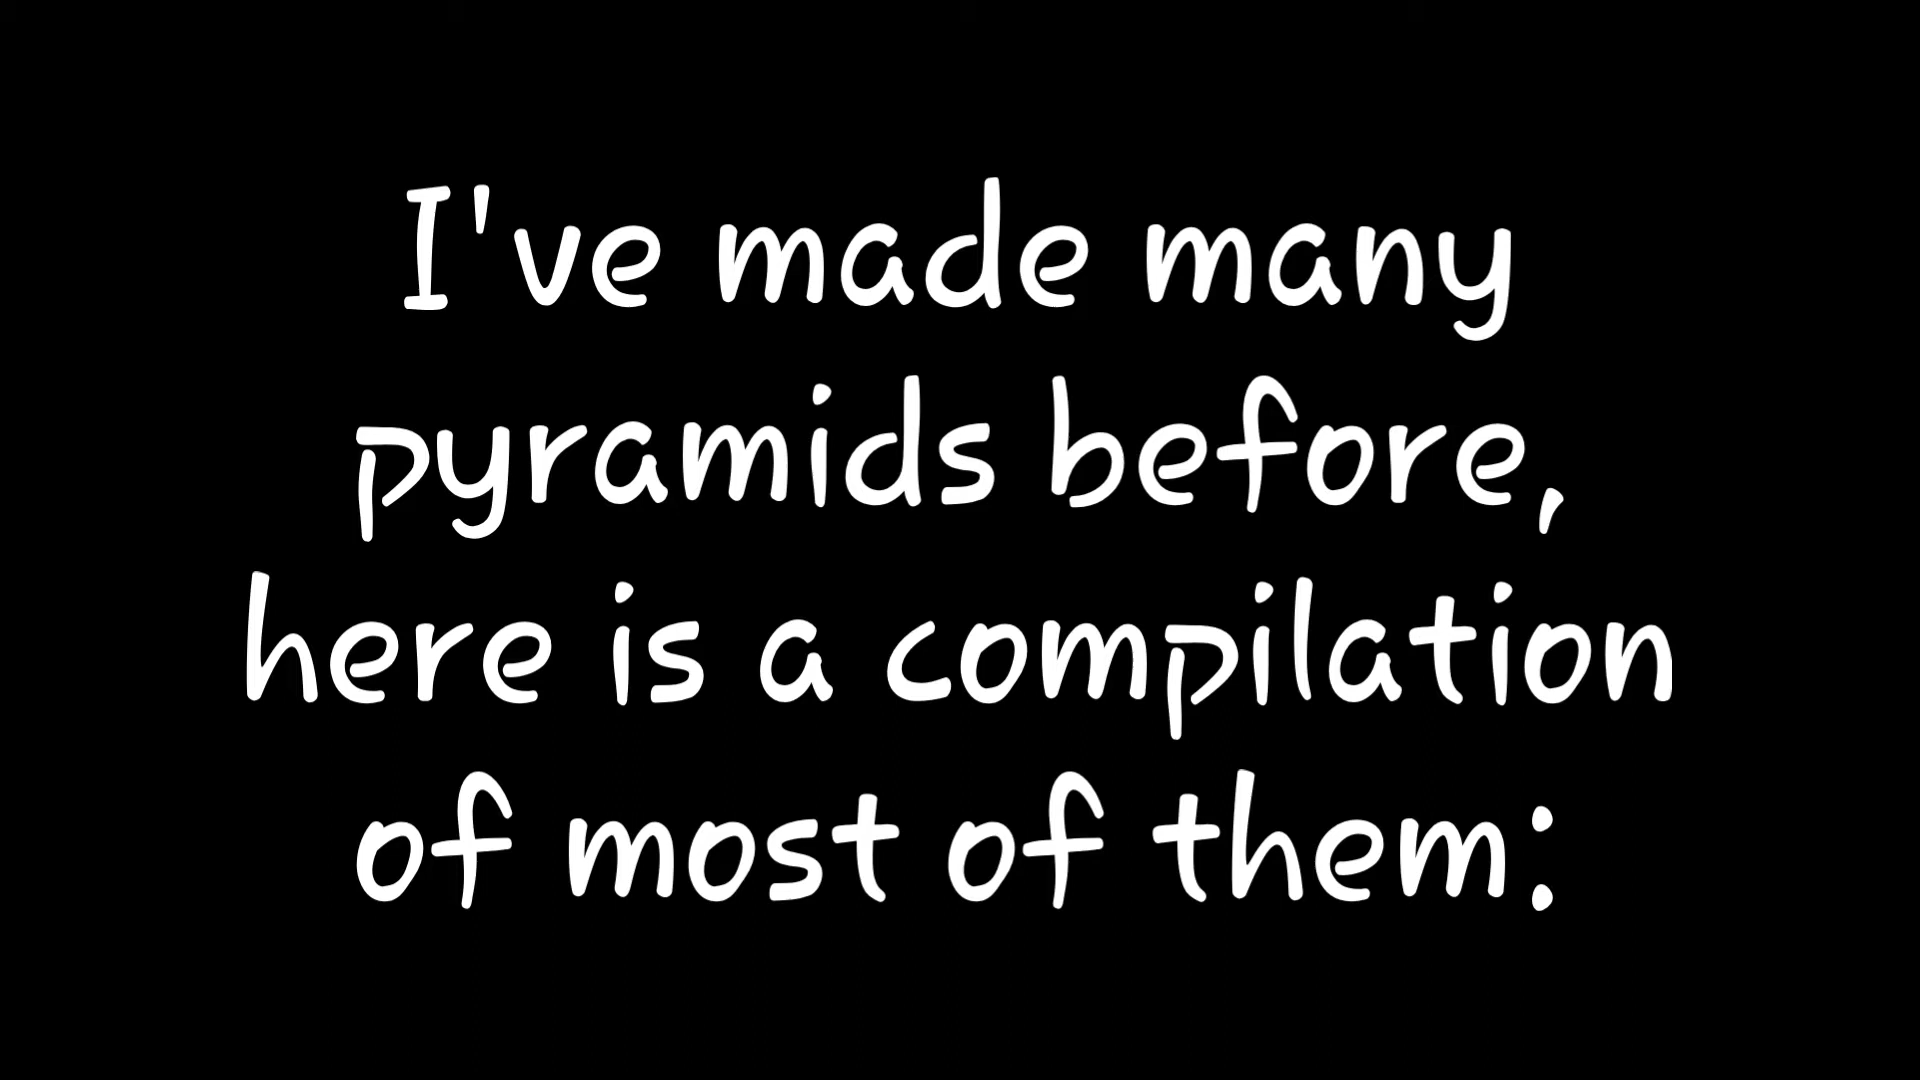 I've made many
pyramids before,
here is a compilation
of most of them: